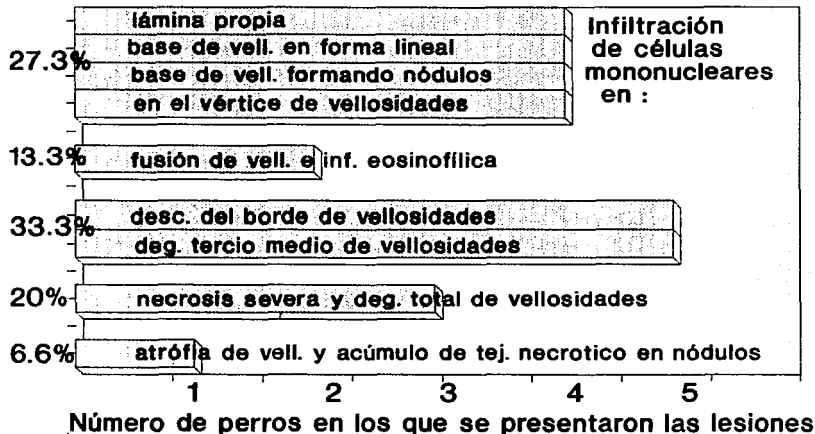 lámina propia
base de vell. en forma lineal
27.3%
base de vell. formando nódulos
en el vértice de vellosidades
Infiltración
de células
mononucleares
en :
13.3%
fusión de vell. e inf. eosinofílica
desc. del borde de vellosidades
33.3%
deg. tercio medio de vellosidades
20%
necrosis severa y deg. total de vellosidades
6.6%
atrófia de vell. y acúmulo de tej. necrotico en nódulos
1 2 3 4 5
Número de perros en los que se presentaron las lesiones